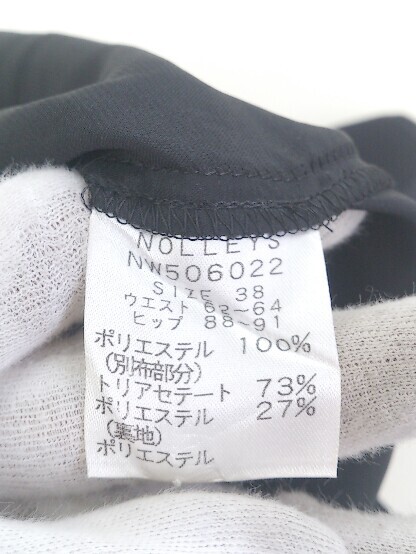 NOLLEYS
NW506022
SIZE 38
ウエスト 62~64
ヒップ 88~91
ポリエステル 100%
(別布部分)
トリアセテート 73%
ポリエステル 27%
(裏地)
ポリエステル